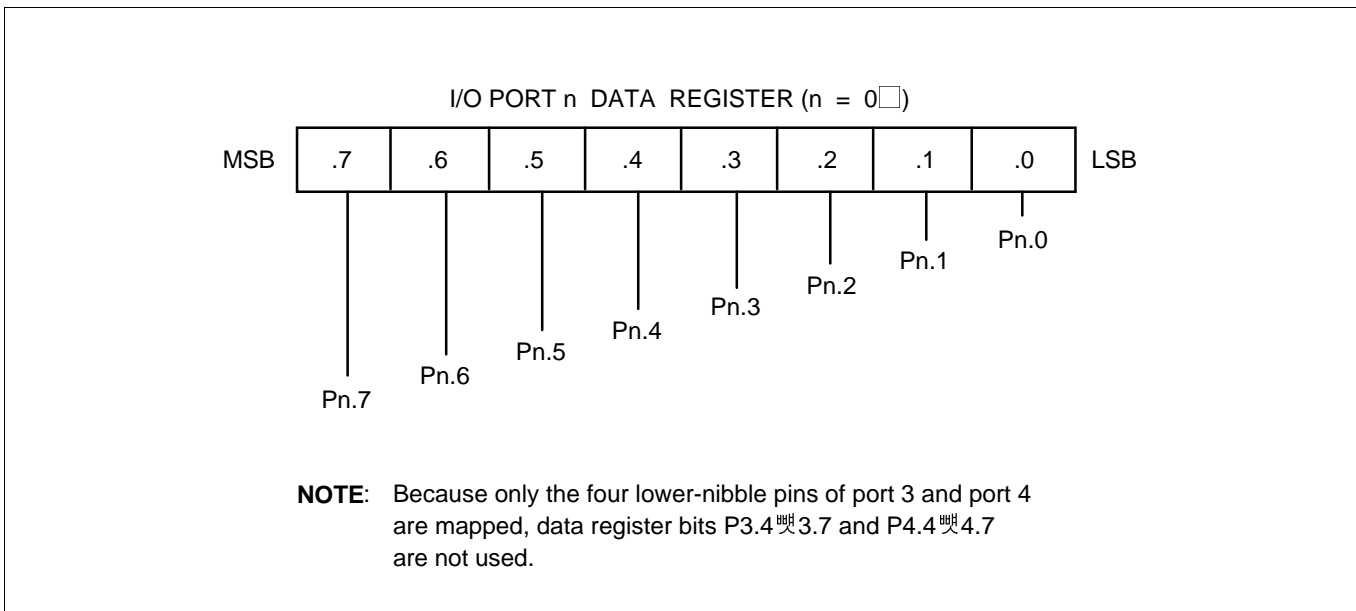 I/O PORT n DATA REGISTER (n = 0□)
MSB .7 .6 .5 .4 .3 .2 .1 .0 LSB
Pn.0
Pn.1
Pn.2
Pn.3
Pn.4
Pn.5
Pn.6
Pn.7
NOTE: Because only the four lower-nibble pins of port 3 and port 4
are mapped, data register bits P3.4뺻3.7 and P4.4뺻4.7
are not used.